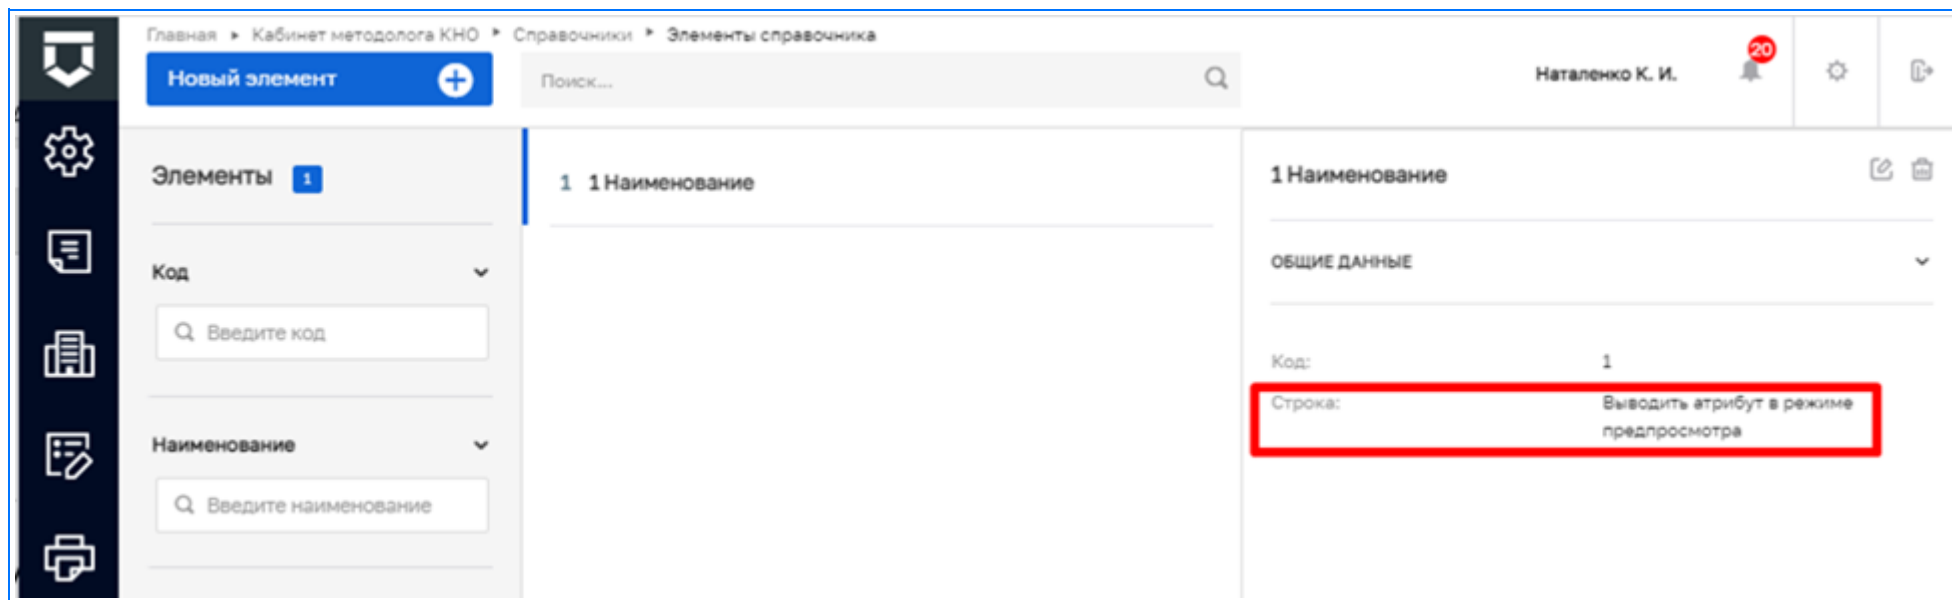 Главная ▸ Кабинет методолога КНО ▸ Справочники ▸ Элементы справочника
Новый элемент
Поиск...
Наталенко К. И.
20
Элементы 1
Код
Введите код
Наименование
Введите наименование
1 1 Наименование
1 Наименование
ОБЩИЕ ДАННЫЕ
Код: 1
Строка: Выводить атрибут в режиме
предпросмотра